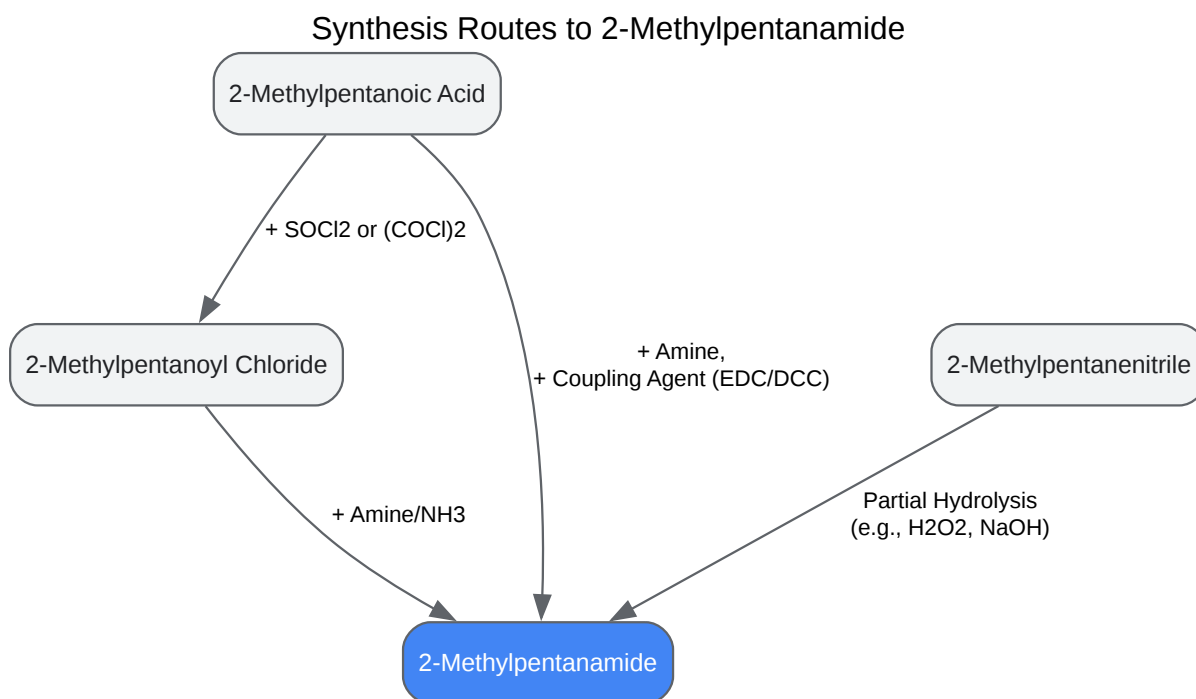 Synthesis Routes to 2-Methylpentanamide
2-Methylpentanoic Acid
+ SOCl2 or (COCl)2
2-Methylpentanoyl Chloride
+ Amine,
+ Coupling Agent (EDC/DCC)
2-Methylpentanenitrile
+ Amine/NH3
Partial Hydrolysis
(e.g., H2O2, NaOH)
2-Methylpentanamide